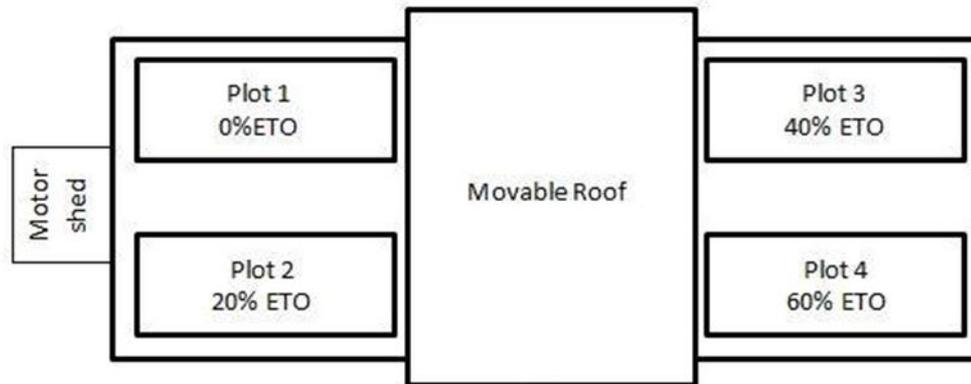 Motor
shed
Plot 1
0%ETO
Plot 2
20% ETO
Movable Roof
Plot 3
40% ETO
Plot 4
60% ETO